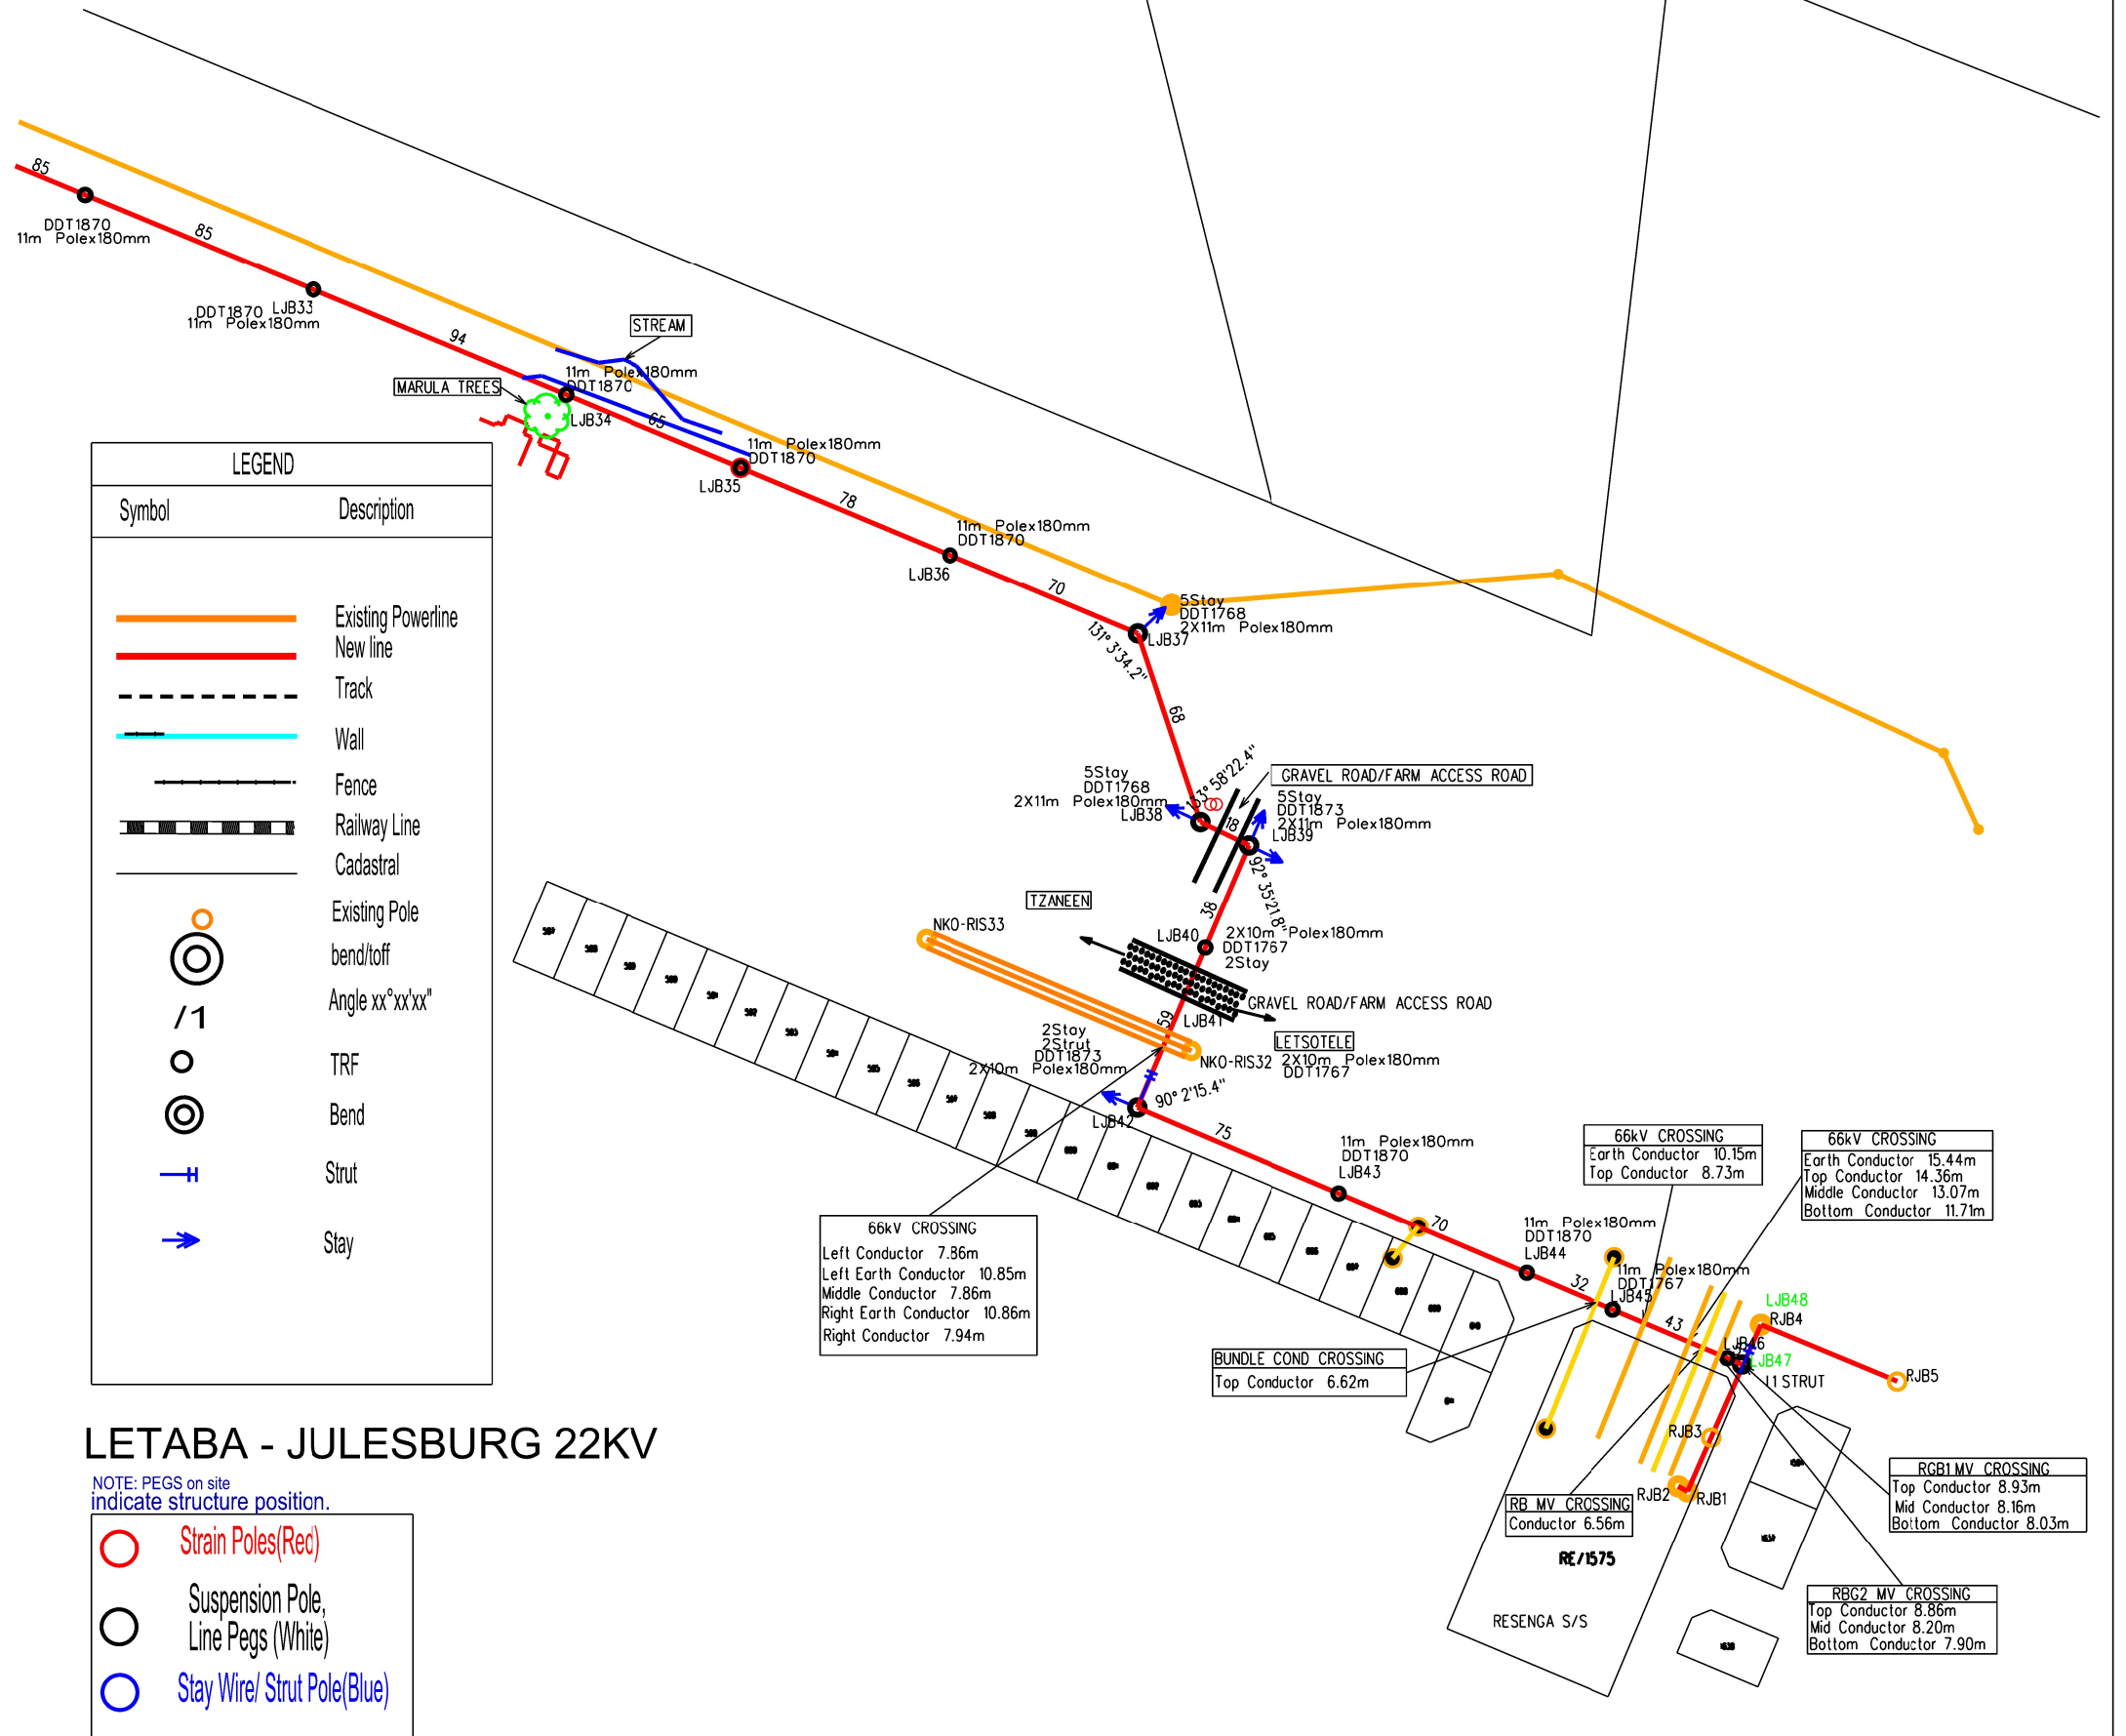 85
DDT1870
11m Polex180mm
85
DDT1870 LJB33
11m Polex180mm
94
STREAM
MARULA TREES
11m Polex180mm
DDT1870
LJB34
65
11m Polex180mm
DDT1870
LJB35
78
11m Polex180mm
DDT1870
LJB36
70
5Stay
DDT1768
2X11m Polex180mm
LJB37
131° 3'34.2"
68
5Stay
DDT1768
2X11m Polex180mm
LJB38
58'22.4"
GRAVEL ROAD/FARM ACCESS ROAD
18
5Stay
DDT1873
2X11m Polex180mm
LJB39
92° 35'21.8"
38
TZANEEN
NKO-RIS33
LJB40
2X10m Polex180mm
DDT1767
2Stay
GRAVEL ROAD/FARM ACCESS ROAD
LJB41
59
LETSOTELE
NKO-RIS32
2X10m Polex180mm
DDT1767
2Stay
2Strut
DDT1873
2X10m Polex180mm
90° 2'15.4"
LJB42
75
11m Polex180mm
DDT1870
LJB43
70
11m Polex180mm
DDT1870
LJB44
32
11m Polex180mm
DDT1767
LJB45
43
66kV CROSSING
Earth Conductor 10.15m
Top Conductor 8.73m
66kV CROSSING
Earth Conductor 15.44m
Top Conductor 14.36m
Middle Conductor 13.07m
Bottom Conductor 11.71m
LJB48
RJB4
LJB46
LJB47
1 STRUT
RJB5
RJB3
RJB2
RJB1
66kV CROSSING
Left Conductor 7.86m
Left Earth Conductor 10.85m
Middle Conductor 7.86m
Right Earth Conductor 10.86m
Right Conductor 7.94m
BUNDLE COND CROSSING
Top Conductor 6.62m
RB MV CROSSING
Conductor 6.56m
RE/1575
RESENGA S/S
RGB1 MV CROSSING
Top Conductor 8.93m
Mid Conductor 8.16m
Bottom Conductor 8.03m
RBG2 MV CROSSING
Top Conductor 8.86m
Mid Conductor 8.20m
Bottom Conductor 7.90m
LEGEND
Symbol Description
Existing Powerline
New line
Track
Wall
Fence
Railway Line
Cadastral
Existing Pole
bend/toff
/1 Angle xx°xx'xx"
TRF
Bend
Strut
Stay
LETABA - JULESBURG 22KV
NOTE: PEGS on site
indicate structure position.
Strain Poles(Red)
Suspension Pole,
Line Pegs (White)
Stay Wire/ Strut Pole(Blue)